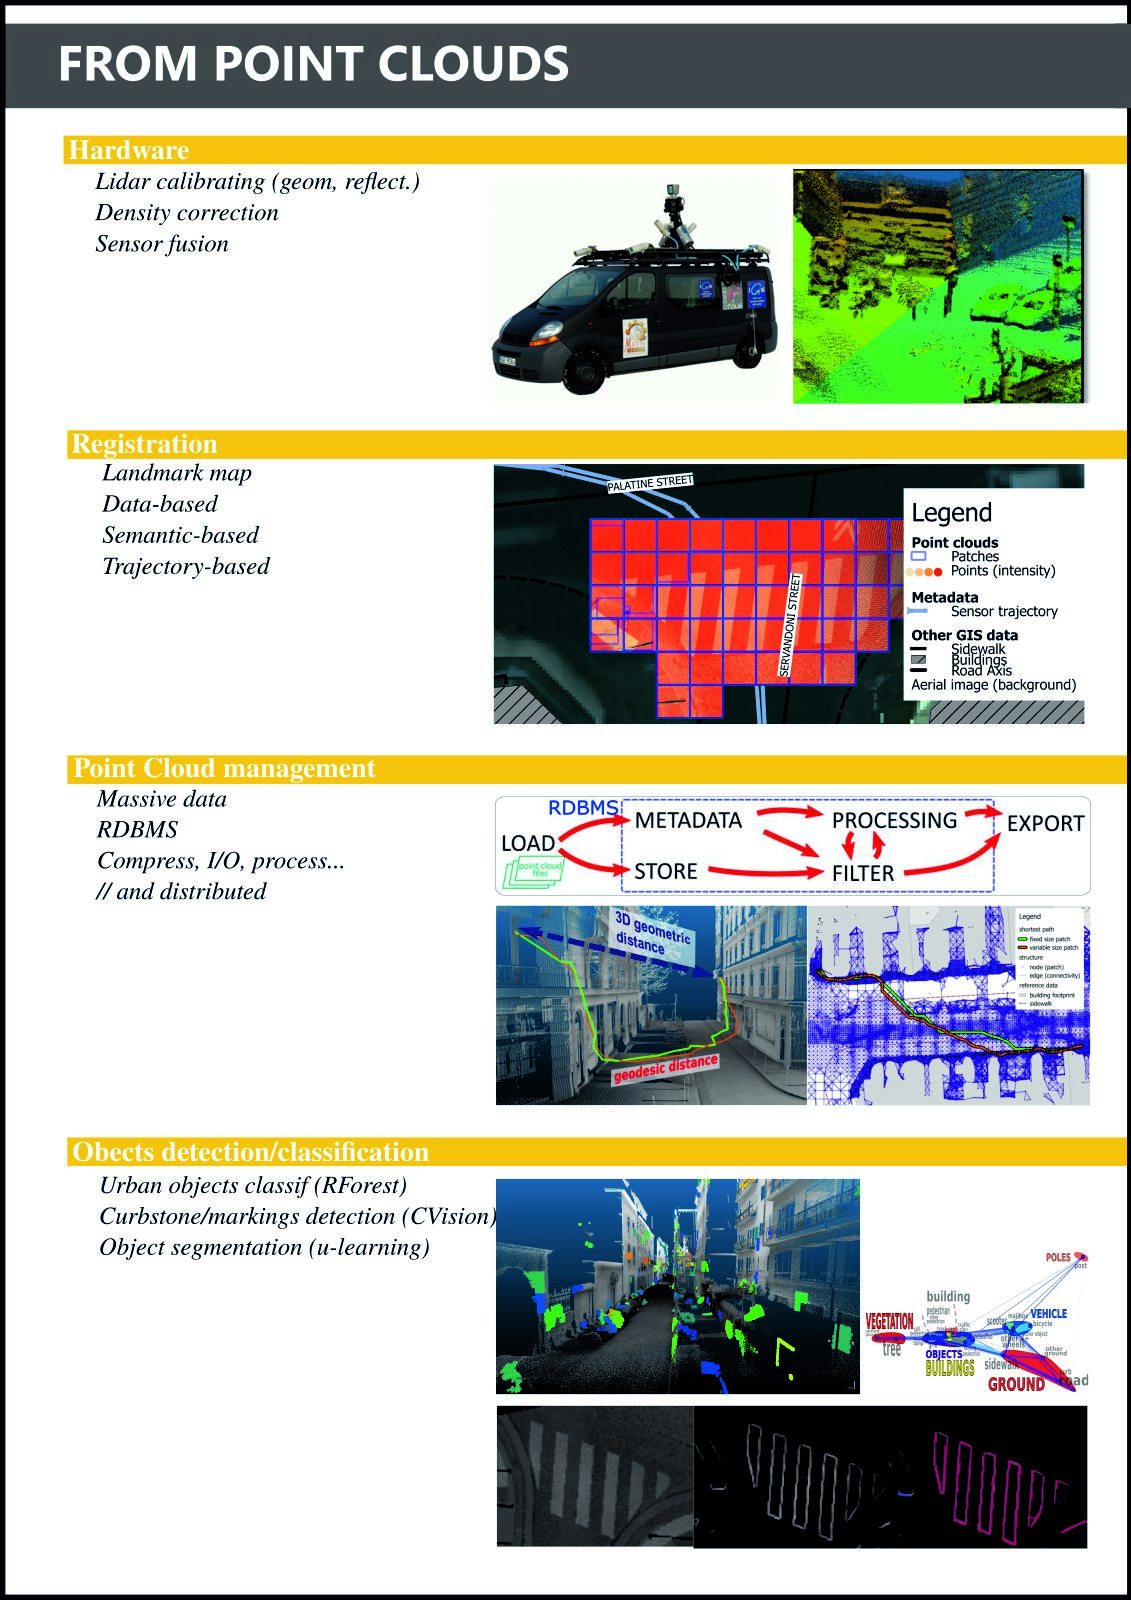 FROM POINT CLOUDS
Hardware
Lidar calibrating (geom, reflect.)
Density correction
Sensor fusion
Registration
Landmark map
Data-based
Semantic-based
Trajectory-based
PALATINE STREET
SERVANDONI STREET
Legend
Point clouds
Patches
Points (intensity)
Metadata
Sensor trajectory
Other GIS data
Sidewalk
Buildings
Road Axis
Aerial image (background)
Point Cloud management
Massive data
RDBMS
Compress, I/O, process...
// and distributed
RDBMS
LOAD
point cloud
files
METADATA
STORE
PROCESSING
FILTER
EXPORT
3D geometric
distance
geodesic distance
Legend
shortest path
fixed size patch
variable size patch
structure
node (patch)
edge (connectivity)
reference data
building footprint
sidewalk
Obects detection/classification
Urban objects classif (RForest)
Curbstone/markings detection (CVision)
Object segmentation (u-learning)
POLES
post
building
pedestrian
VEGETATION
tree
OBJECTS
BUILDINGS
scooter
VEHICLE
bicycle
other
wheels
other
ground
sidewalk
GROUND
road